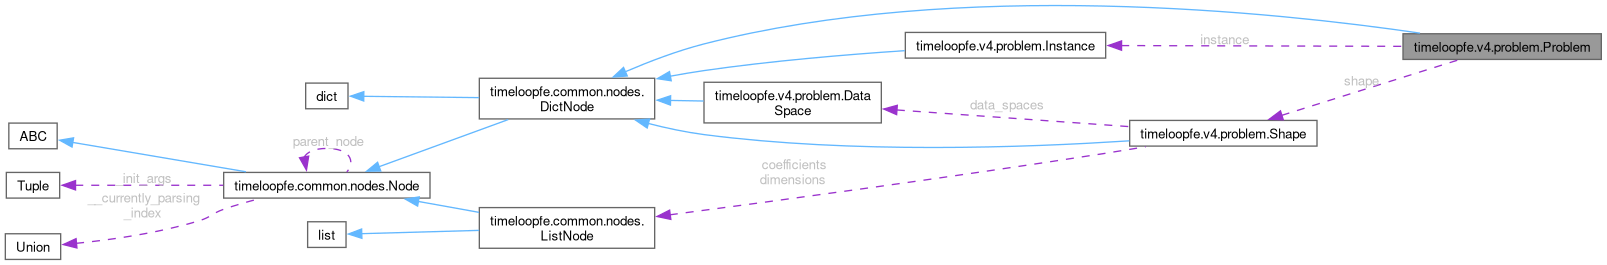 timeloopfe.v4.problem.Instance
instance
timeloopfe.v4.problem.Problem
shape
dict
timeloopfe.common.nodes.
DictNode
timeloopfe.v4.problem.Data
Space
data_spaces
timeloopfe.v4.problem.Shape
ABC
parent_node
coefficients
dimensions
Tuple
init_args
timeloopfe.common.nodes.Node
__currently_parsing
_index
Union
list
timeloopfe.common.nodes.
ListNode